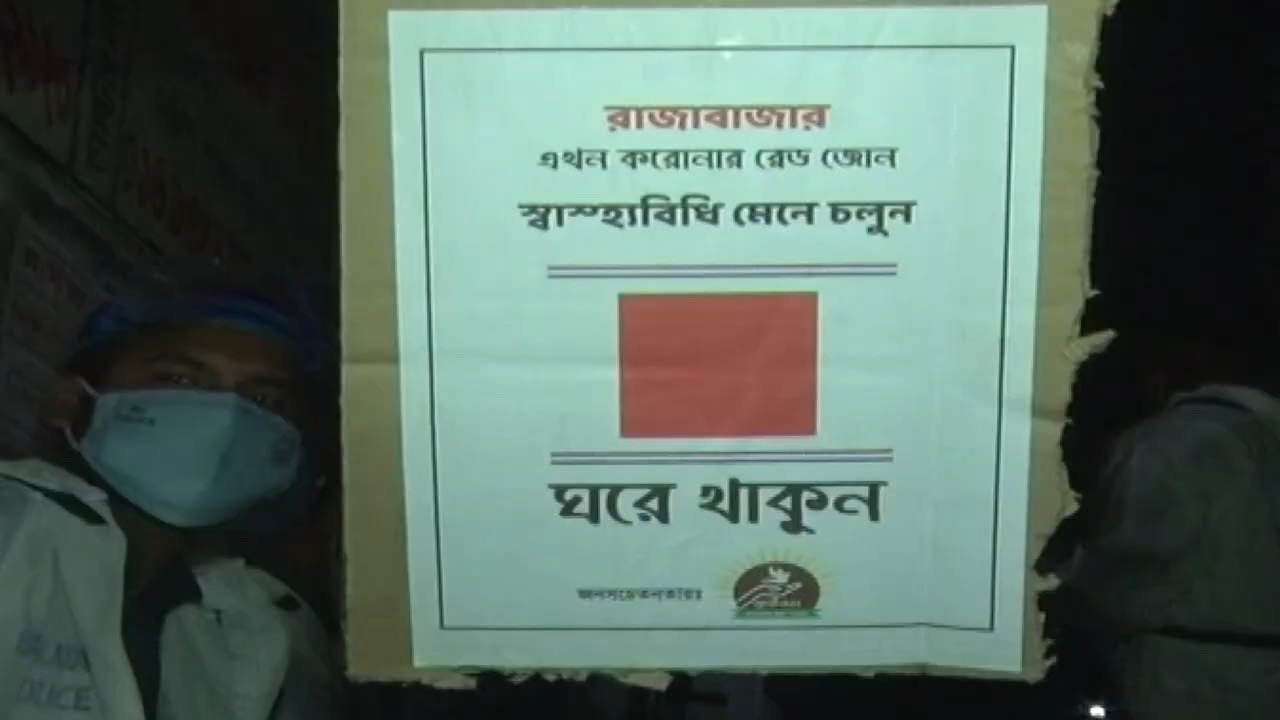 রাজাবাজার
এখন করোনার রেড জোন
স্বাস্হ্যবিধি মেনে চলুন
ঘরে থাকুন
জনসচেতনতায়ঃ